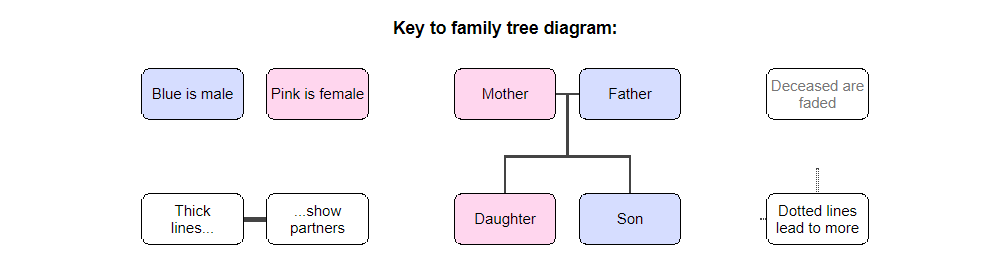 Key to family tree diagram:
Blue is male
Pink is female
Mother
Father
Deceased are
faded
Thick
lines...
...show
partners
Daughter
Son
Dotted lines
lead to more